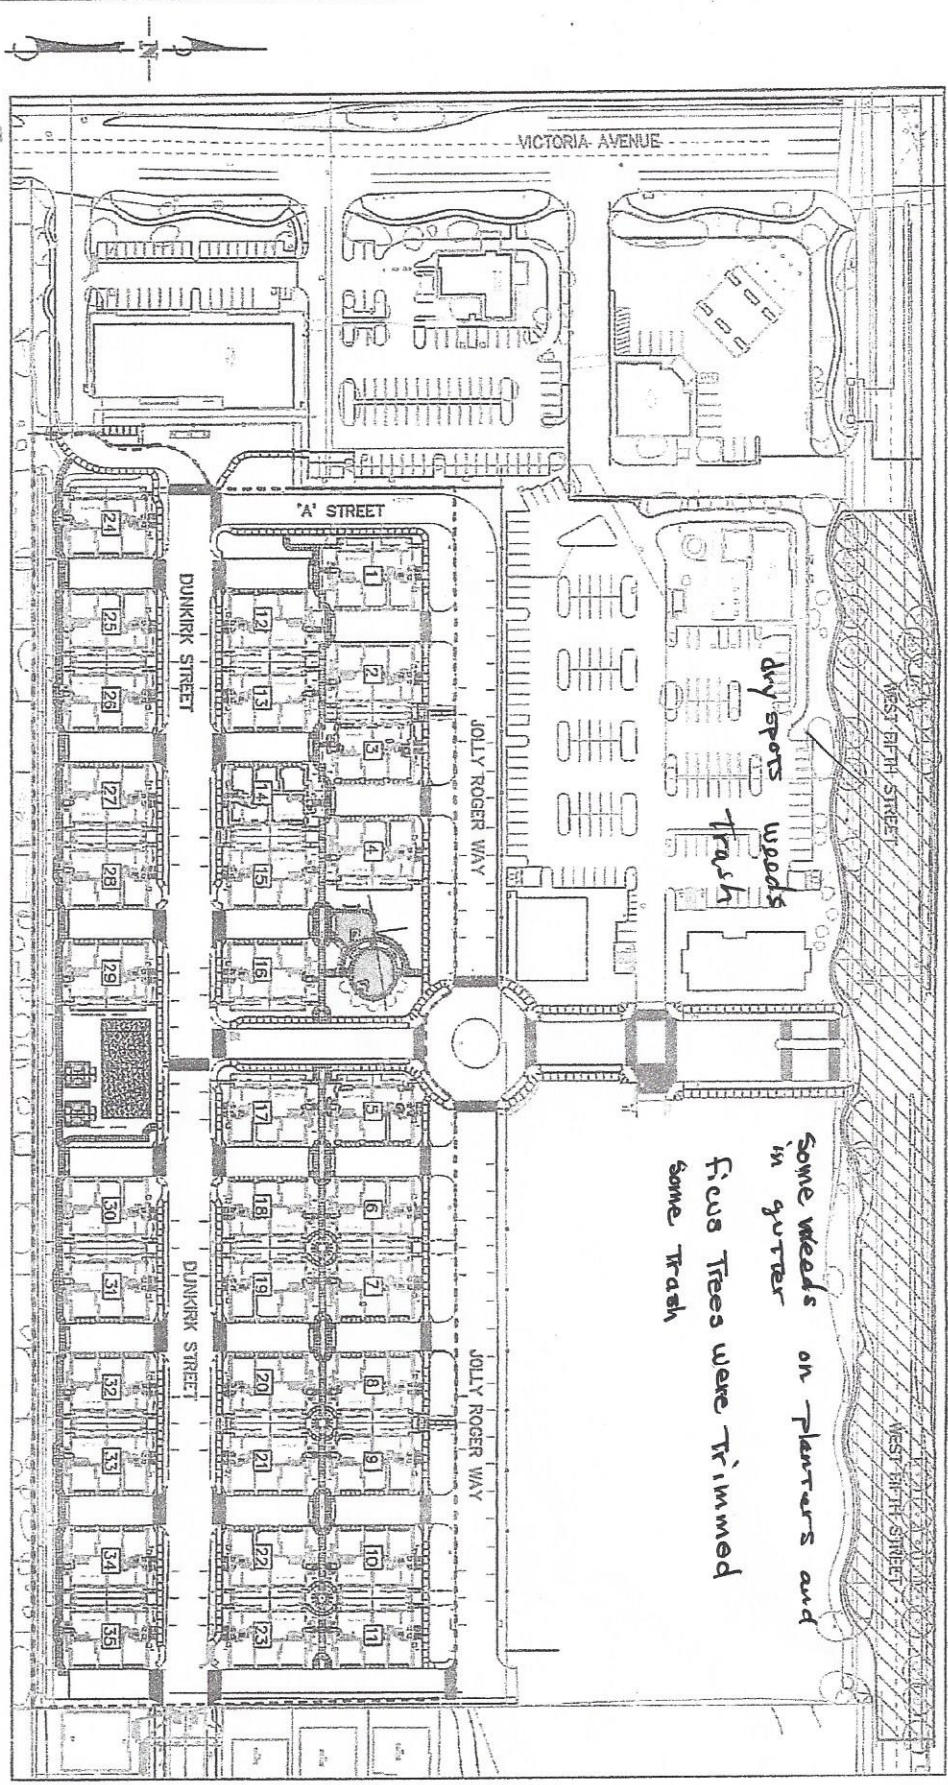 WEST FIFTH STREET
WEST FIFTH STREET
dry spots weeds
Trash
some weeds on planters and
in gutter
ficus Trees were Trimmed
some Trash
VICTORIA AVENUE
'A' STREET
JOLLY ROGER WAY
JOLLY ROGER WAY
1 2 3 4 5 6 7 8 9 10 11
12 13 14 15 16 17 18 19 20 21 22 23
DUNKIRK STREET
DUNKIRK STREET
24 25 26 27 28 29 30 31 32 33 34 35
N